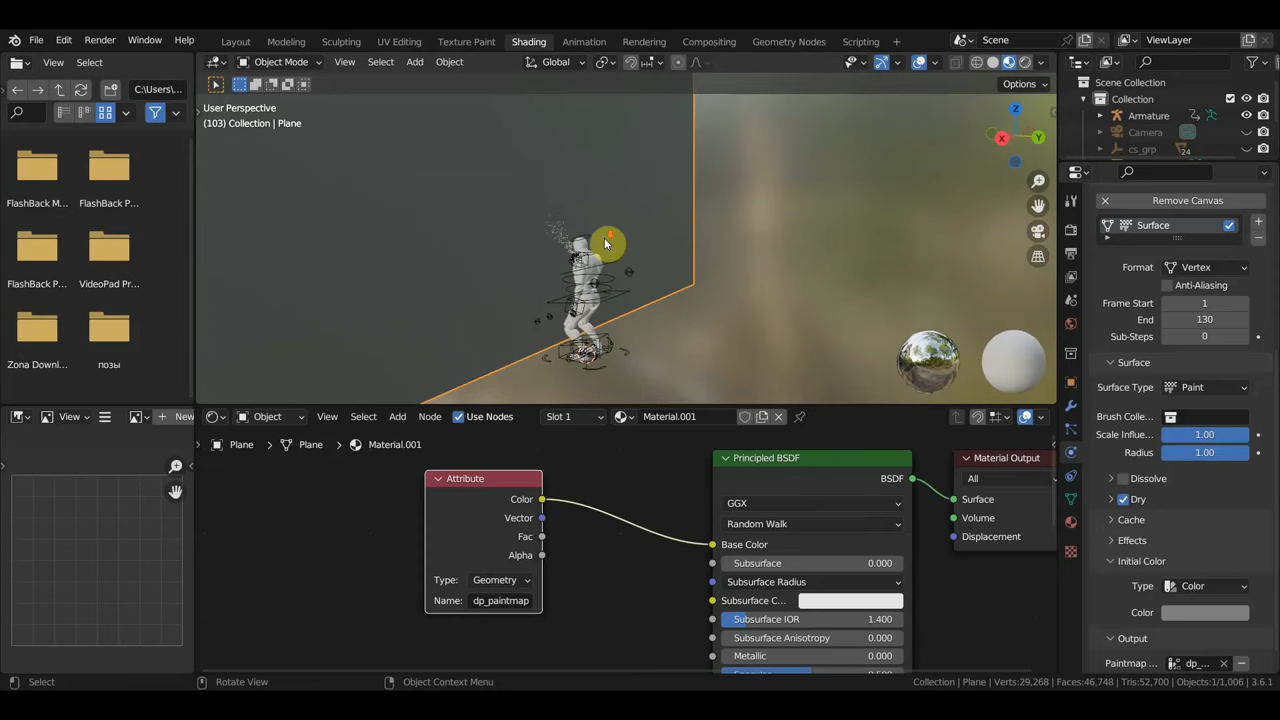 File Edit Render Window Help
Layout Modeling Sculpting UV Editing Texture Paint Shading Animation Rendering Compositing Geometry Nodes Scripting
Scene ViewLayer
View Select
Object Mode View Select Add Object Global
C:\Users\...
Options
User Perspective
(103) Collection | Plane
X Y Z
FlashBack M...
FlashBack P...
FlashBack P...
VideoPad Pr...
Zona Downl...
позы
Scene Collection
Collection
Armature
Camera
cs_grp
24
Remove Canvas
Surface
Format Vertex
Anti-Aliasing
Frame Start 1
End 130
Sub-Steps 0
Surface
Surface Type Paint
Brush Colle...
Scale Influe... 1.00
Radius 1.00
Dissolve
Dry
Cache
Effects
Initial Color
Type Color
Color
Output
Paintmap ... dp_...
View New
Object View Select Add Node Use Nodes Slot 1 Material.001
Plane Plane Material.001
Attribute
Color
Vector
Fac
Alpha
Type: Geometry
Name: dp_paintmap
Principled BSDF
BSDF
GGX
Random Walk
Base Color
Subsurface 0.000
Subsurface Radius
Subsurface C...
Subsurface IOR 1.400
Subsurface Anisotropy 0.000
Metallic 0.000
Material Output
All
Surface
Volume
Displacement
Select Rotate View Object Context Menu Collection | Plane | Verts:29,268 | Faces:46,748 | Tris:52,700 | Objects:1/1,006 | 3.6.1